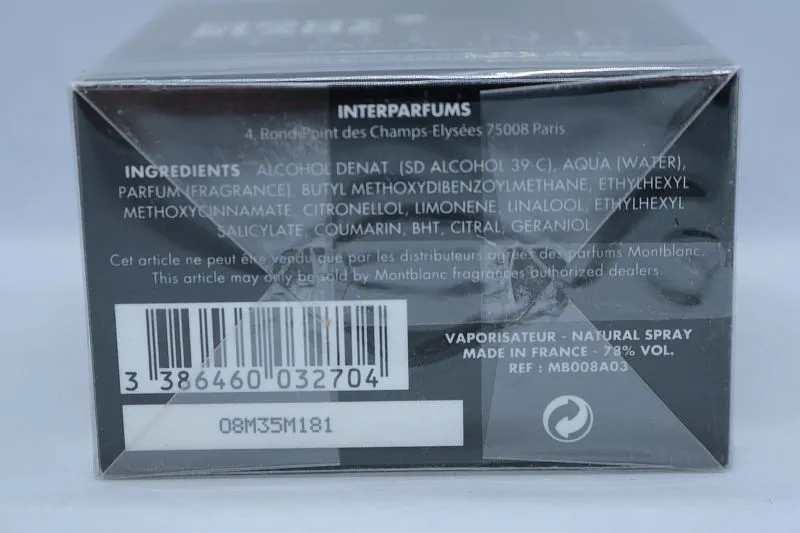 INTERPARFUMS
4, Rond-Point des Champs-Elysées 75008 Paris
INGREDIENTS ALCOHOL DENAT. (SD ALCOHOL 39-C), AQUA (WATER),
PARFUM (FRAGRANCE), BUTYL METHOXYDIBENZOYLMETHANE, ETHYLHEXYL
METHOXYCINNAMATE, CITRONELLOL, LIMONENE, LINALOOL, ETHYLHEXYL
SALICYLATE, COUMARIN, BHT, CITRAL, GERANIOL
Cet article ne peut être vendu que par les distributeurs agréés des parfums Montblanc.
This article may only be sold by Montblanc fragrances authorized dealers.
3 386460 032704
08M35M181
VAPORISATEUR - NATURAL SPRAY
MADE IN FRANCE - 78% VOL.
REF : MB008A03